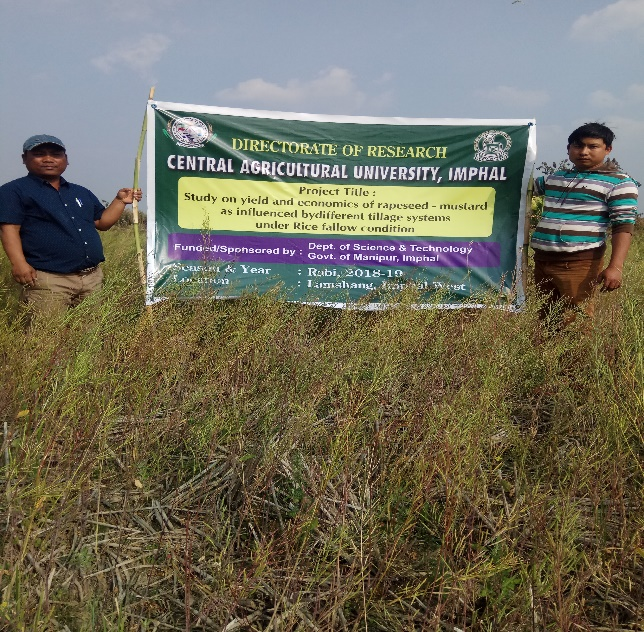 DIRECTORATE OF RESEARCH
CENTRAL AGRICULTURAL UNIVERSITY, IMPHAL
Project Title :
Study on yield and economics of rapeseed - mustard
as influenced bydifferent tillage systems
under Rice fallow condition
Funded/Sponsored by : Dept. of Science & Technology
Govt. of Manipur, Imphal
Season & Year : Rabi, 2018-19
Location : Lamshang, Imphal West